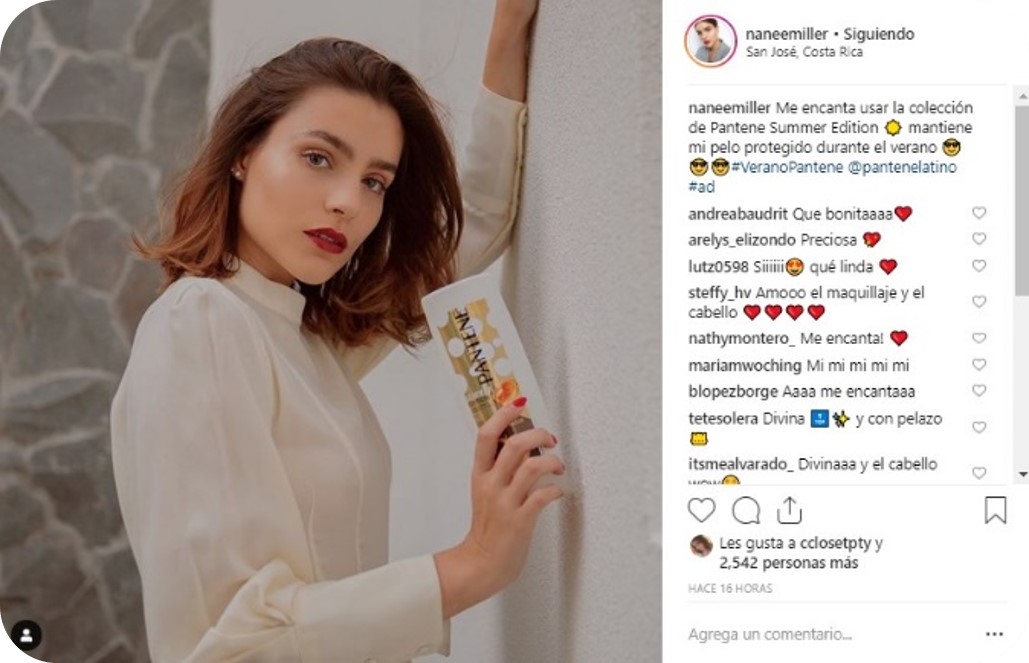 PANTENE
naneemiller • Siguiendo
San José, Costa Rica
naneemiller Me encanta usar la colección
de Pantene Summer Edition ☀️ mantiene
mi pelo protegido durante el verano 😎
😎😎#VeranoPantene @pantenelatino
#ad
andreabaudrit Que bonitaaaa❤️
arelys_elizondo Preciosa 💖
lutz0598 Siiiiii😍 qué linda ❤️
steffy_hv Amooo el maquillaje y el
cabello ❤️❤️❤️❤️
nathymontero_ Me encanta! ❤️
mariamwoching Mi mi mi mi mi
blopezborge Aaaa me encantaaa
tetesolera Divina ✨ y con pelazo
itsmealvarado_ Divinaaa y el cabello
wow
Les gusta a cclosetpty y
2,542 personas más
HACE 16 HORAS
Agrega un comentario...